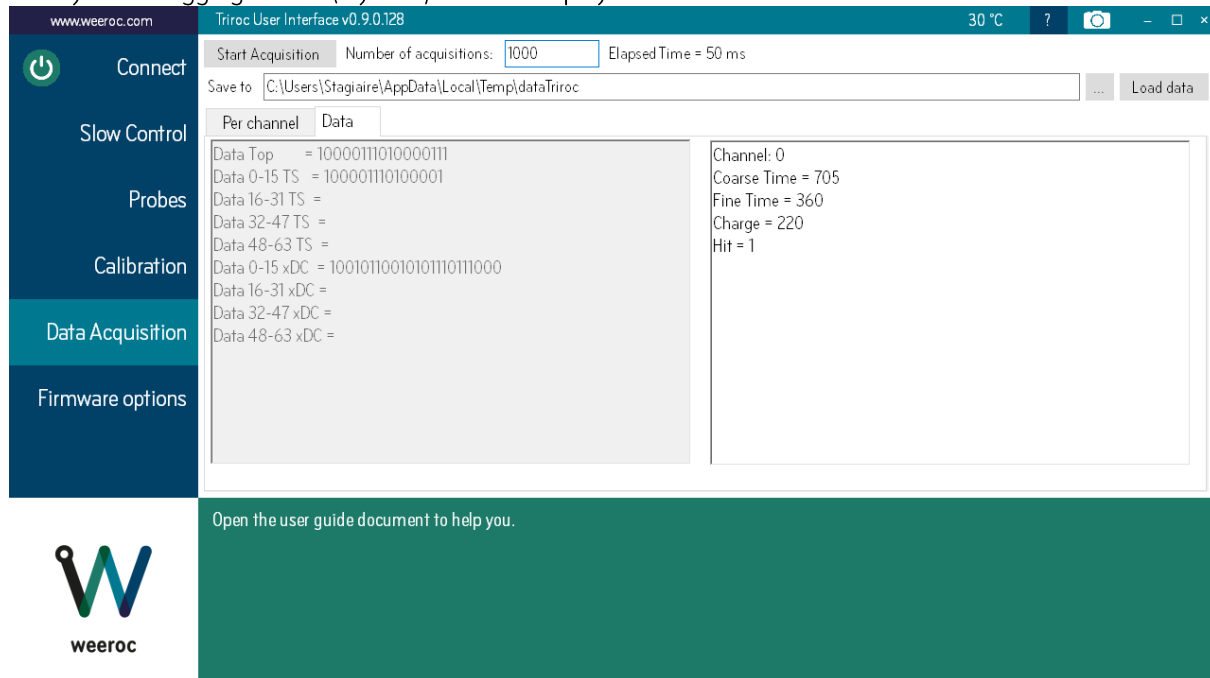 www.weeroc.com
Triroc User Interface v0.9.0.128
30 °C ? – □ ×
Connect
Slow Control
Probes
Calibration
Data Acquisition
Firmware options
Start Acquisition Number of acquisitions: 1000 Elapsed Time = 50 ms
Save to C:\Users\Stagiaire\AppData\Local\Temp\dataTriroc ... Load data
Per channel Data
Data Top = 10000111010000111
Data 0-15 TS = 100001110100001
Data 16-31 TS =
Data 32-47 TS =
Data 48-63 TS =
Data 0-15 xDC = 10010110010101110111000
Data 16-31 xDC =
Data 32-47 xDC =
Data 48-63 xDC =
Channel: 0
Coarse Time = 705
Fine Time = 360
Charge = 220
Hit = 1
Open the user guide document to help you.
weeroc